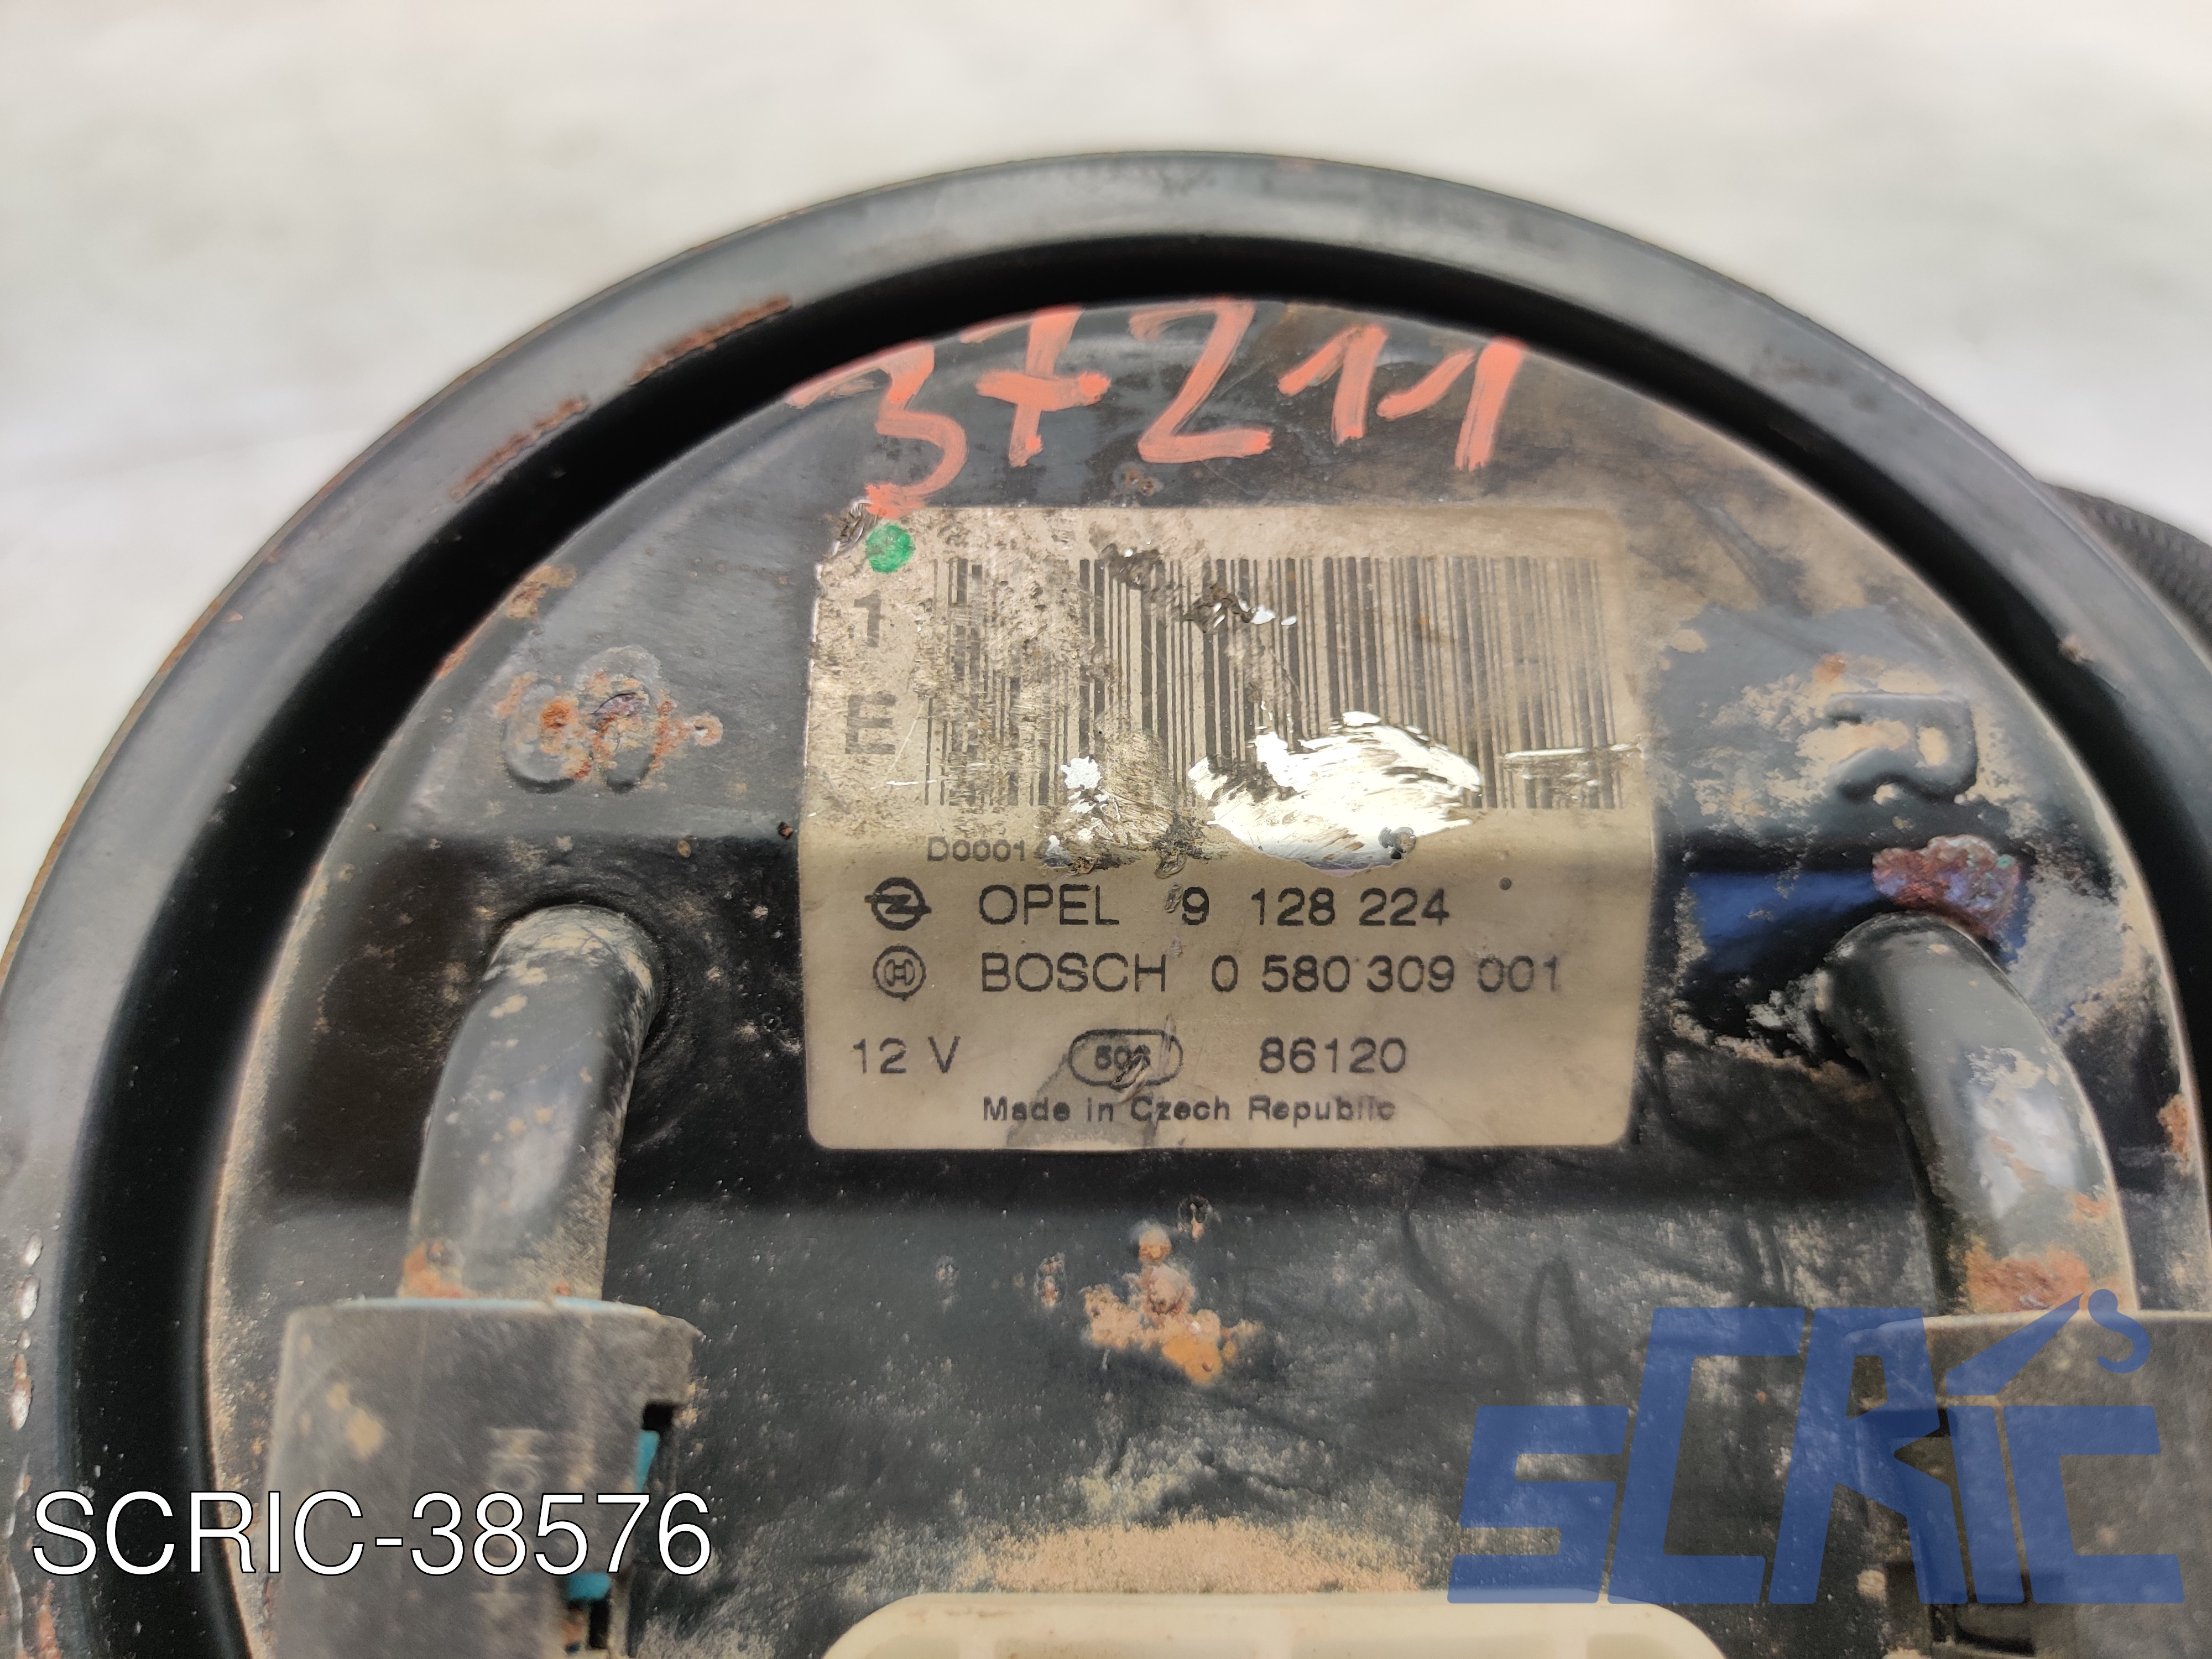 37211
1
E
D0001
OPEL 9 128 224
BOSCH 0 580 309 001
12 V 86120
Made in Czech Republic
R
SCRIC-38576
SCRIC